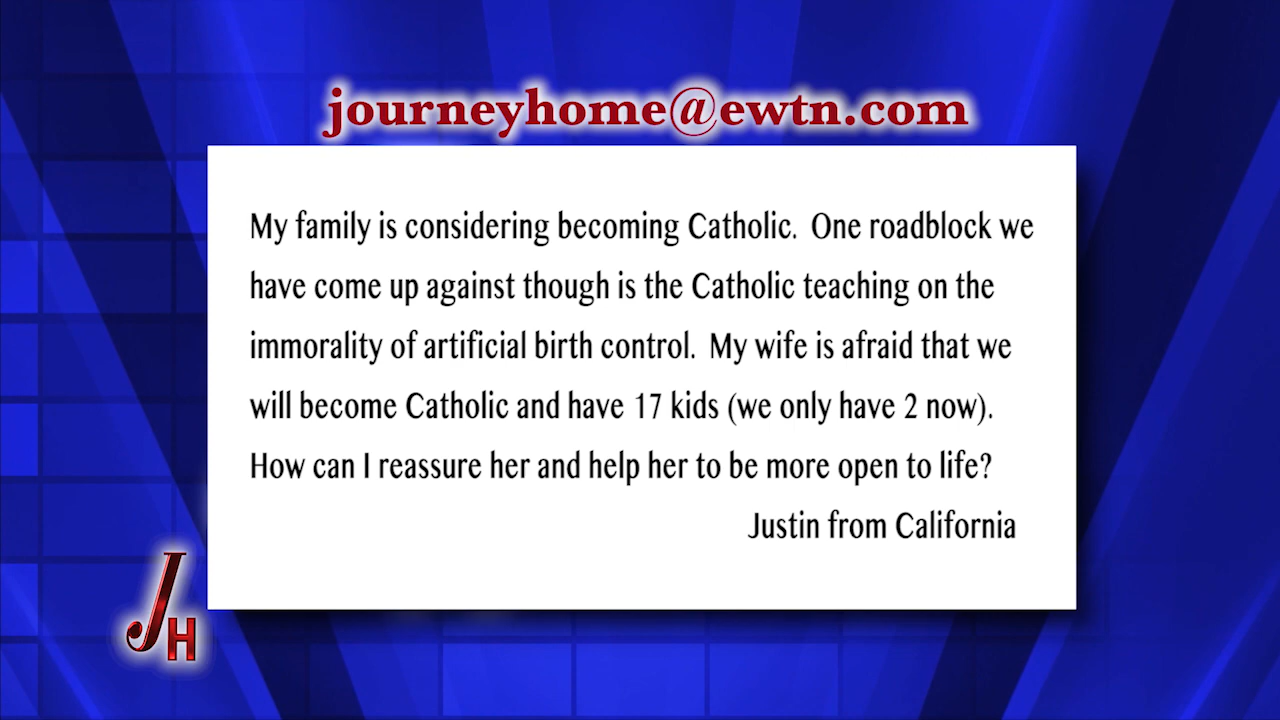 journeyhome@ewtn.com
My family is considering becoming Catholic.  One roadblock we
have come up against though is the Catholic teaching on the
immorality of artificial birth control.  My wife is afraid that we
will become Catholic and have 17 kids (we only have 2 now).
How can I reassure her and help her to be more open to life?
Justin from California
JH